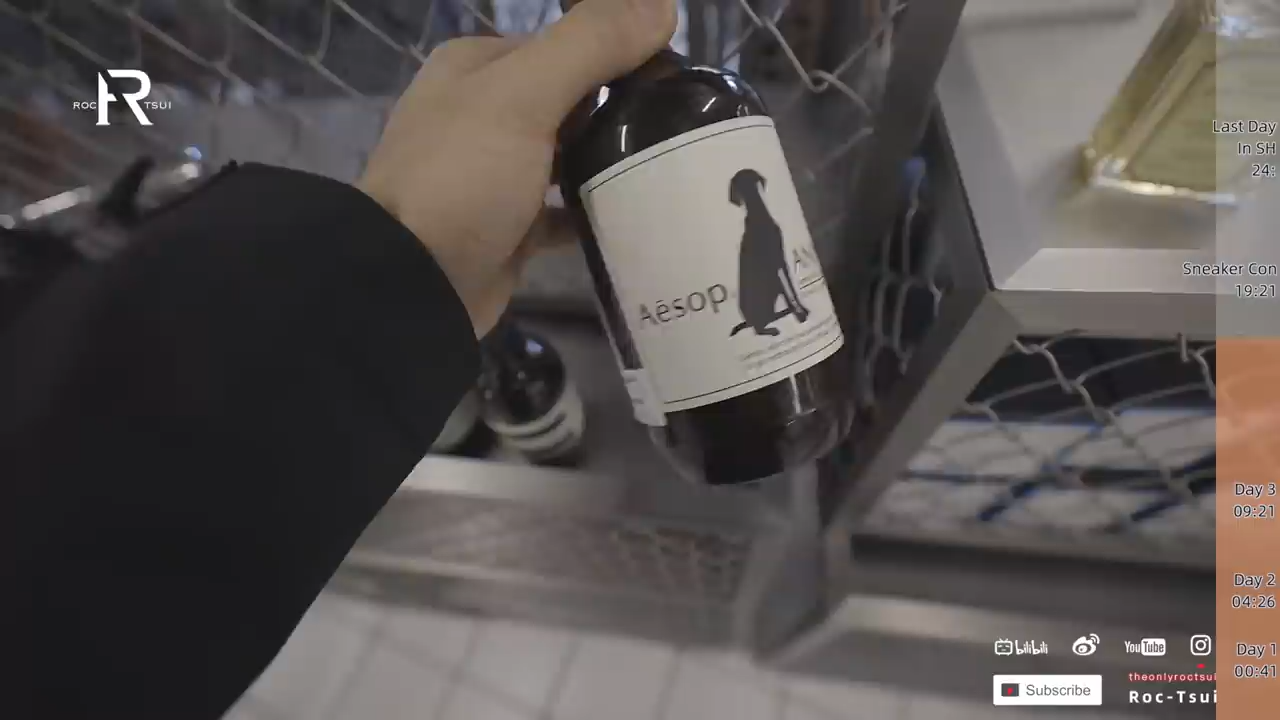 ROC R TSUI
Aēsop
Last Day
In SH
24:
Sneaker Con
19:21
Day 3
09:21
Day 2
04:26
Day 1
00:41
bilibili
YouTube
Subscribe
theonlyroctsui
Roc-Tsui